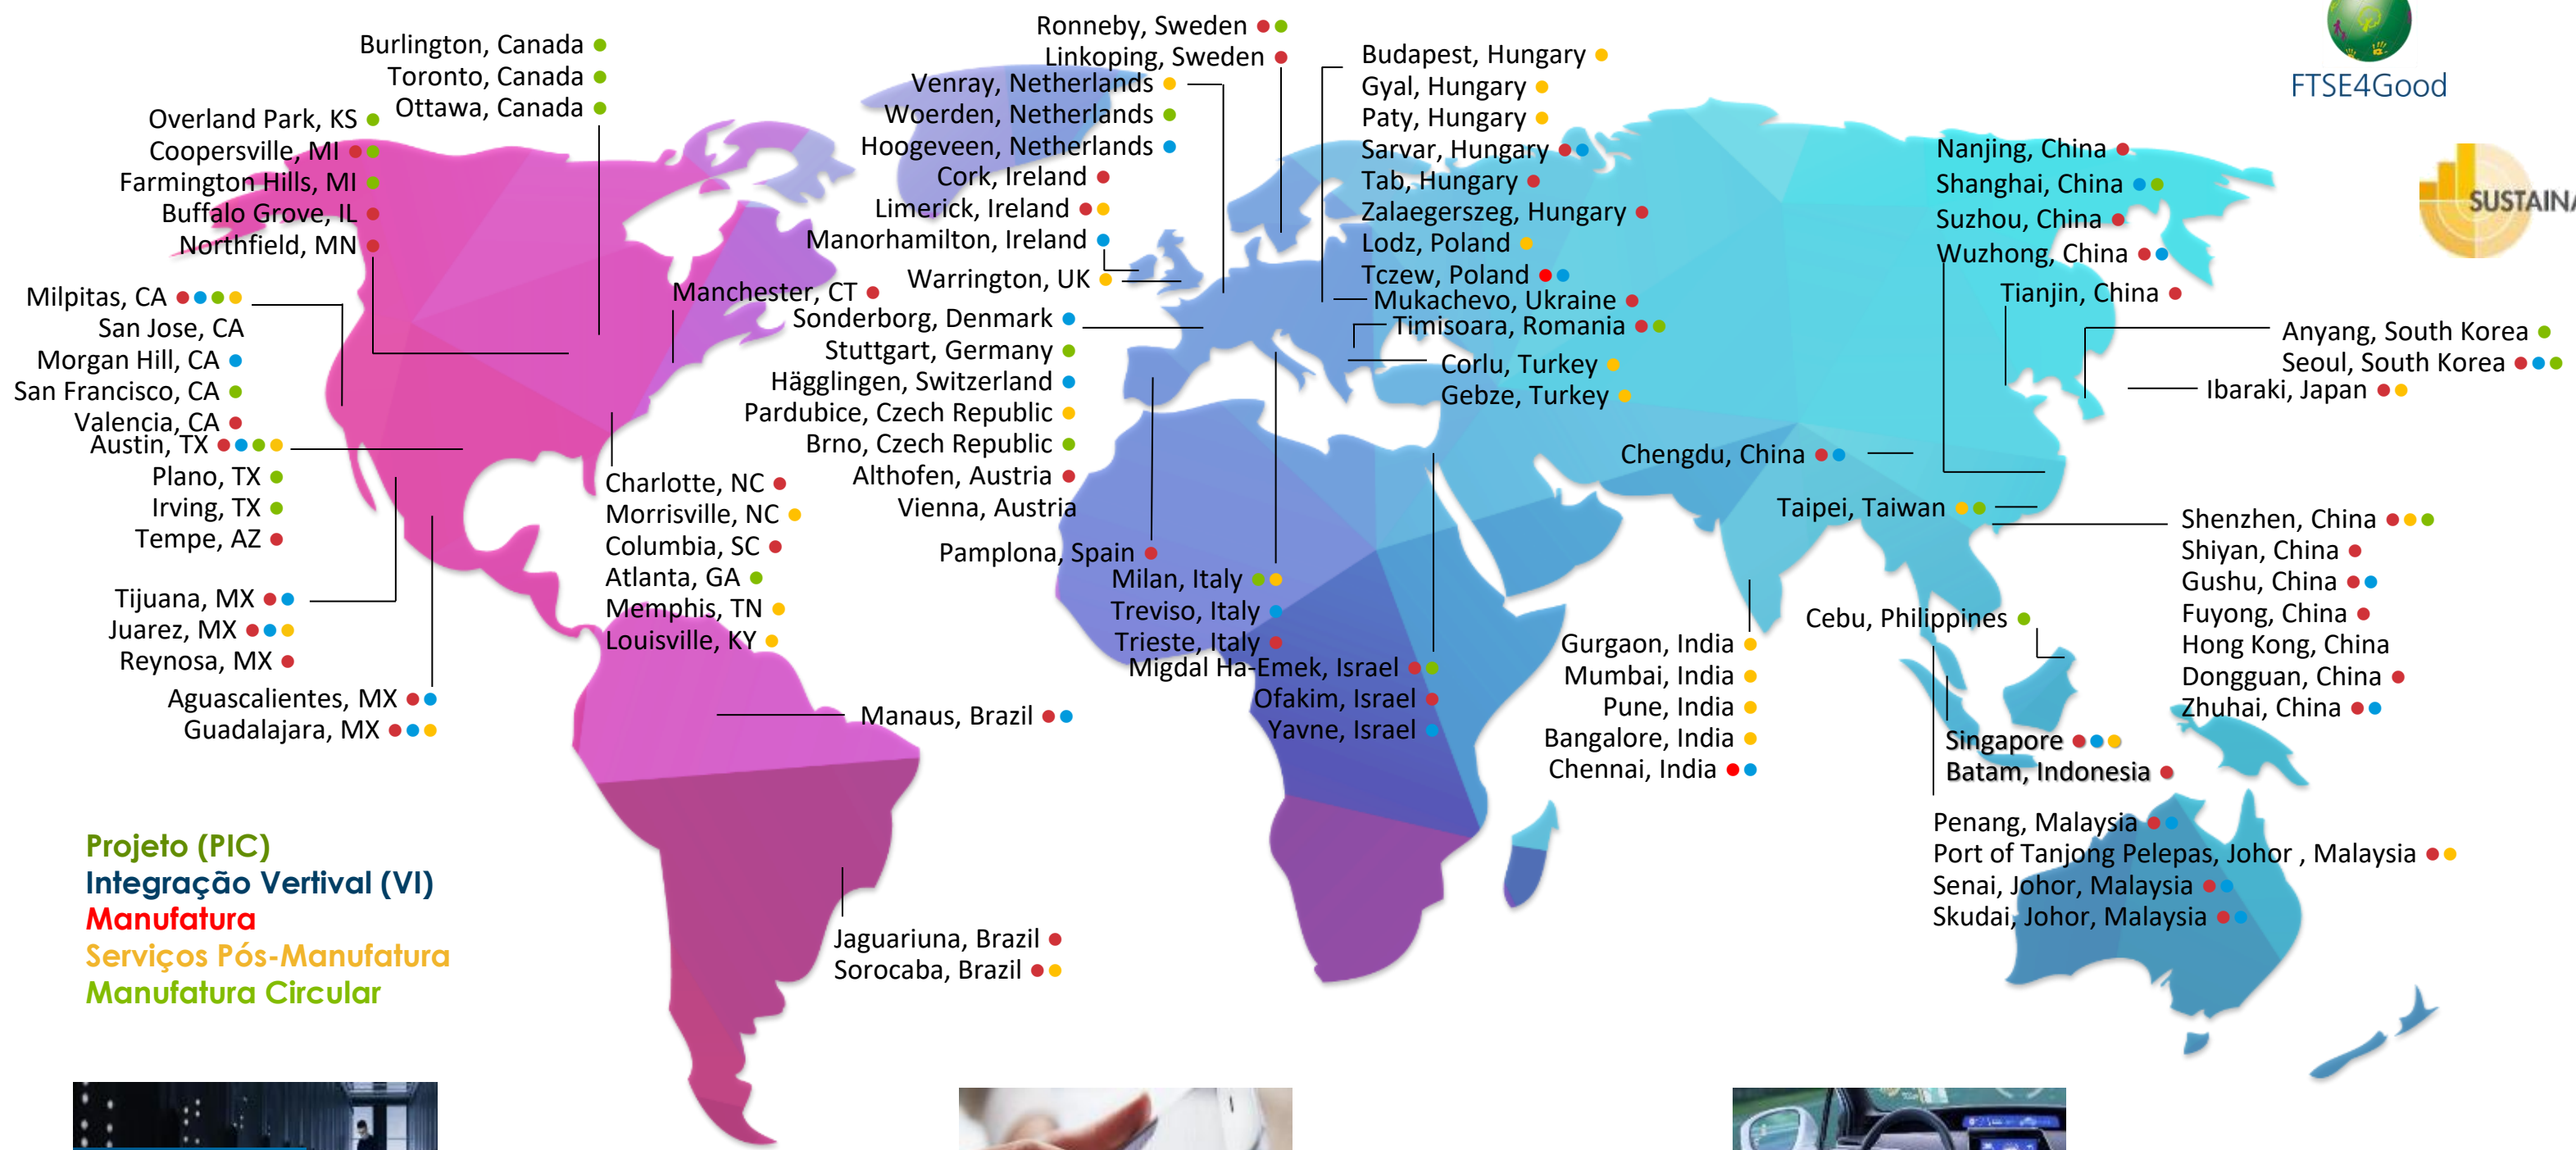 Burlington, Canada
Toronto, Canada
Ottawa, Canada
Overland Park, KS
Coopersville, MI
Farmington Hills, MI
Buffalo Grove, IL
Northfield, MN
Milpitas, CA
San Jose, CA
Morgan Hill, CA
San Francisco, CA
Valencia, CA
Austin, TX
Plano, TX
Irving, TX
Tempe, AZ
Tijuana, MX
Juarez, MX
Reynosa, MX
Aguascalientes, MX
Guadalajara, MX
Manchester, CT
Charlotte, NC
Morrisville, NC
Columbia, SC
Atlanta, GA
Memphis, TN
Louisville, KY
Manaus, Brazil
Jaguariuna, Brazil
Sorocaba, Brazil
Ronneby, Sweden
Linkoping, Sweden
Venray, Netherlands
Woerden, Netherlands
Hoogeveen, Netherlands
Cork, Ireland
Limerick, Ireland
Manorhamilton, Ireland
Warrington, UK
Sonderborg, Denmark
Stuttgart, Germany
Hägglingen, Switzerland
Pardubice, Czech Republic
Brno, Czech Republic
Althofen, Austria
Vienna, Austria
Pamplona, Spain
Milan, Italy
Treviso, Italy
Trieste, Italy
Migdal Ha-Emek, Israel
Ofakim, Israel
Yavne, Israel
Budapest, Hungary
Gyal, Hungary
Paty, Hungary
Sarvar, Hungary
Tab, Hungary
Zalaegerszeg, Hungary
Lodz, Poland
Tczew, Poland
Mukachevo, Ukraine
Timisoara, Romania
Corlu, Turkey
Gebze, Turkey
Nanjing, China
Shanghai, China
Suzhou, China
Wuzhong, China
Tianjin, China
Anyang, South Korea
Seoul, South Korea
Ibaraki, Japan
Chengdu, China
Taipei, Taiwan
Shenzhen, China
Shiyan, China
Gushu, China
Fuyong, China
Hong Kong, China
Dongguan, China
Zhuhai, China
Cebu, Philippines
Gurgaon, India
Mumbai, India
Pune, India
Bangalore, India
Chennai, India
Singapore
Batam, Indonesia
Penang, Malaysia
Port of Tanjong Pelepas, Johor , Malaysia
Senai, Johor, Malaysia
Skudai, Johor, Malaysia
FTSE4Good
SUSTAINA
Projeto (PIC)
Integração Vertival (VI)
Manufatura
Serviços Pós-Manufatura
Manufatura Circular